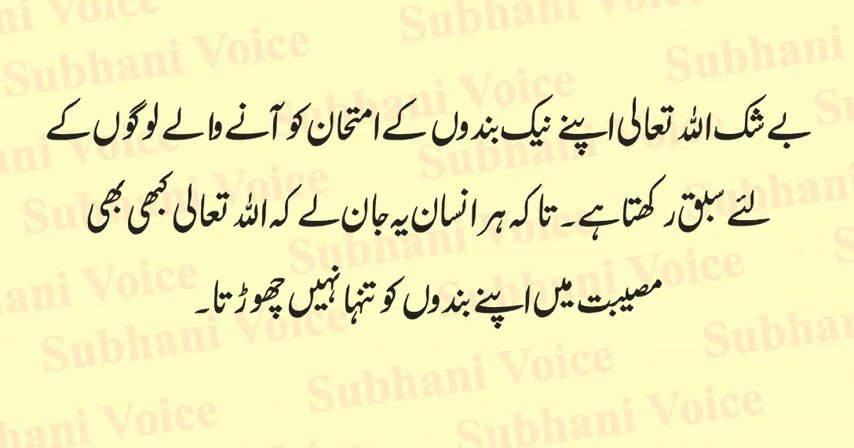 بے شک اللہ تعالی اپنے نیک بندوں کے امتحان کو آنے والے لوگوں کے
لئے سبق رکھتا ہے۔ تا کہ ہر انسان یہ جان لے کہ اللہ تعالی کبھی بھی
مصیبت میں اپنے بندوں کو تنہا نہیں چھوڑتا۔
Subhani Voice